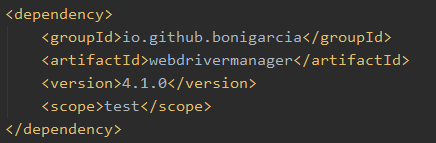 <dependency>
<groupId>io.github.bonigarcia</groupId>
<artifactId>webdrivermanager</artifactId>
<version>4.1.0</version>
<scope>test</scope>
</dependency>